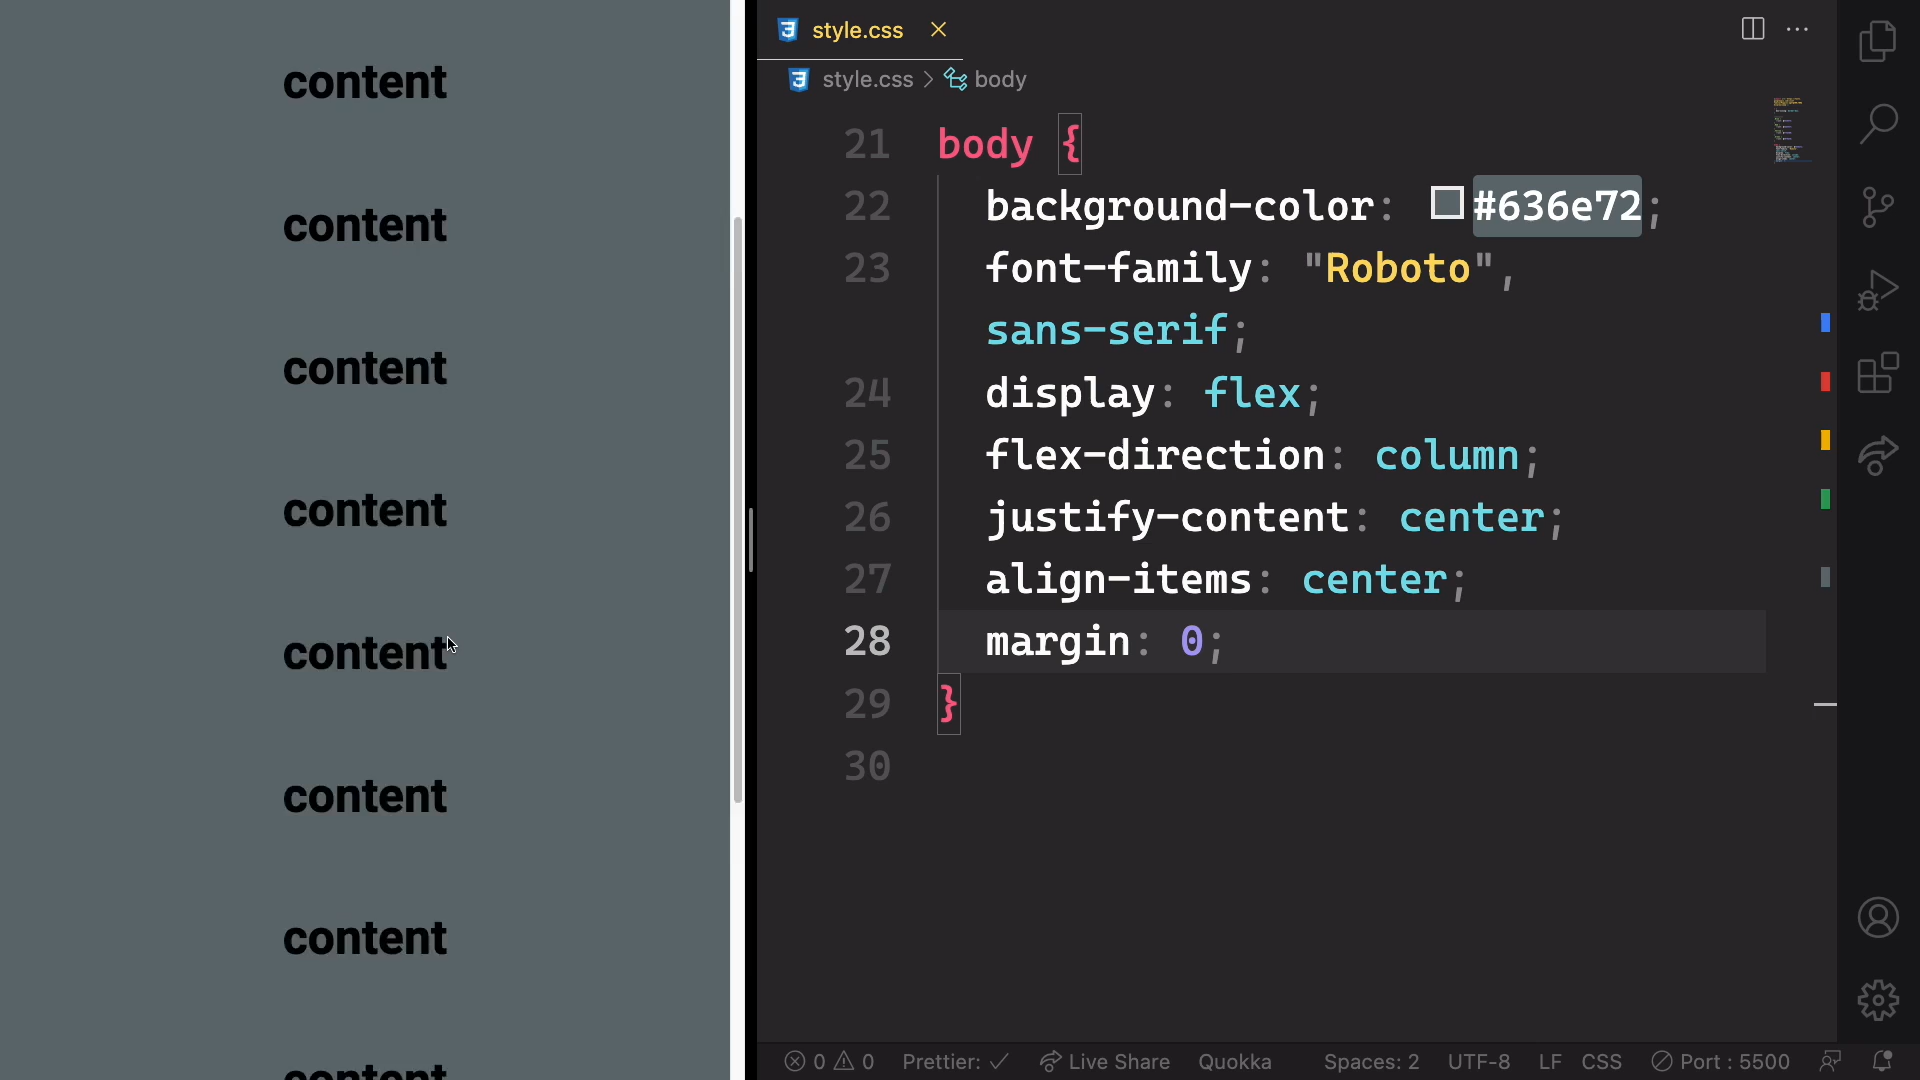 content
content
content
content
content
content
content
content
style.css
style.css > body
21 body {
22 background-color: #636e72;
23 font-family: "Roboto",
sans-serif;
24 display: flex;
25 flex-direction: column;
26 justify-content: center;
27 align-items: center;
28 margin: 0;
29 }
30
0 0 Prettier: ✓ Live Share Quokka Spaces: 2 UTF-8 LF CSS Port : 5500